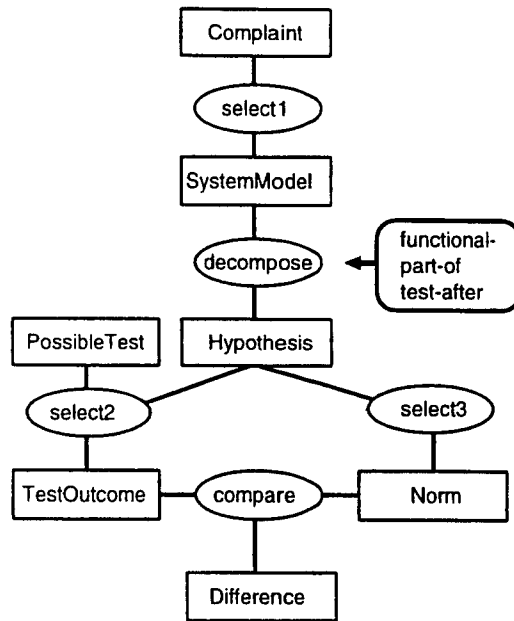 Complaint
select1
SystemModel
decompose
functional-
part-of
test-after
PossibleTest
Hypothesis
select2
select3
TestOutcome
compare
Norm
Difference